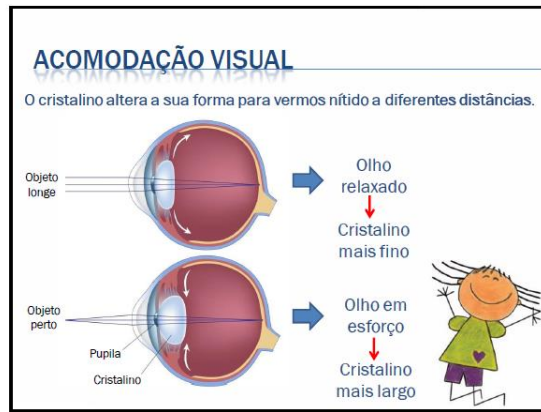 ACOMODAÇÃO VISUAL
O cristalino altera a sua forma para vermos nítido a diferentes distâncias.
Objeto
longe
Olho
relaxado
Cristalino
mais fino
Objeto
perto
Pupila
Cristalino
Olho em
esforço
Cristalino
mais largo